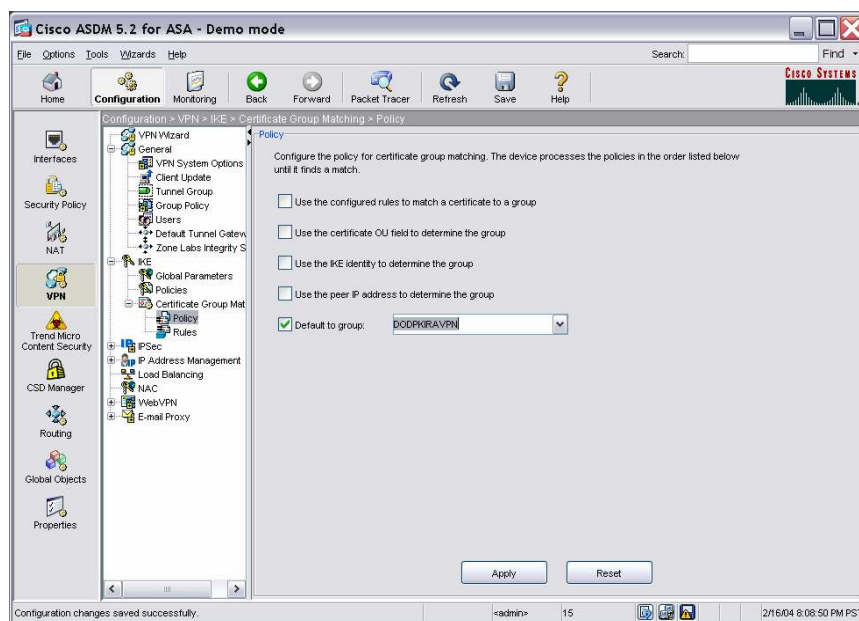 Cisco ASDM 5.2 for ASA - Demo mode
File Options Tools Wizards Help
Search:
Find
Home
Configuration
Monitoring
Back
Forward
Packet Tracer
Refresh
Save
Help
CISCO SYSTEMS
Configuration > VPN > IKE > Certificate Group Matching > Policy
Interfaces
Security Policy
NAT
VPN
Trend Micro
Content Security
CSD Manager
Routing
Global Objects
Properties
VPN Wizard
General
VPN System Options
Client Update
Tunnel Group
Group Policy
Users
Default Tunnel Gatew
Zone Labs Integrity S
IKE
Global Parameters
Policies
Certificate Group Mat
Policy
Rules
IPSec
IP Address Management
Load Balancing
NAC
WebVPN
E-mail Proxy
Policy
Configure the policy for certificate group matching. The device processes the policies in the order listed below
until it finds a match.
Use the configured rules to match a certificate to a group
Use the certificate OU field to determine the group
Use the IKE identity to determine the group
Use the peer IP address to determine the group
Default to group: DODPKIRAVPN
Apply
Reset
Configuration changes saved successfully.
<admin>
15
2/16/04 8:08:50 PM PST